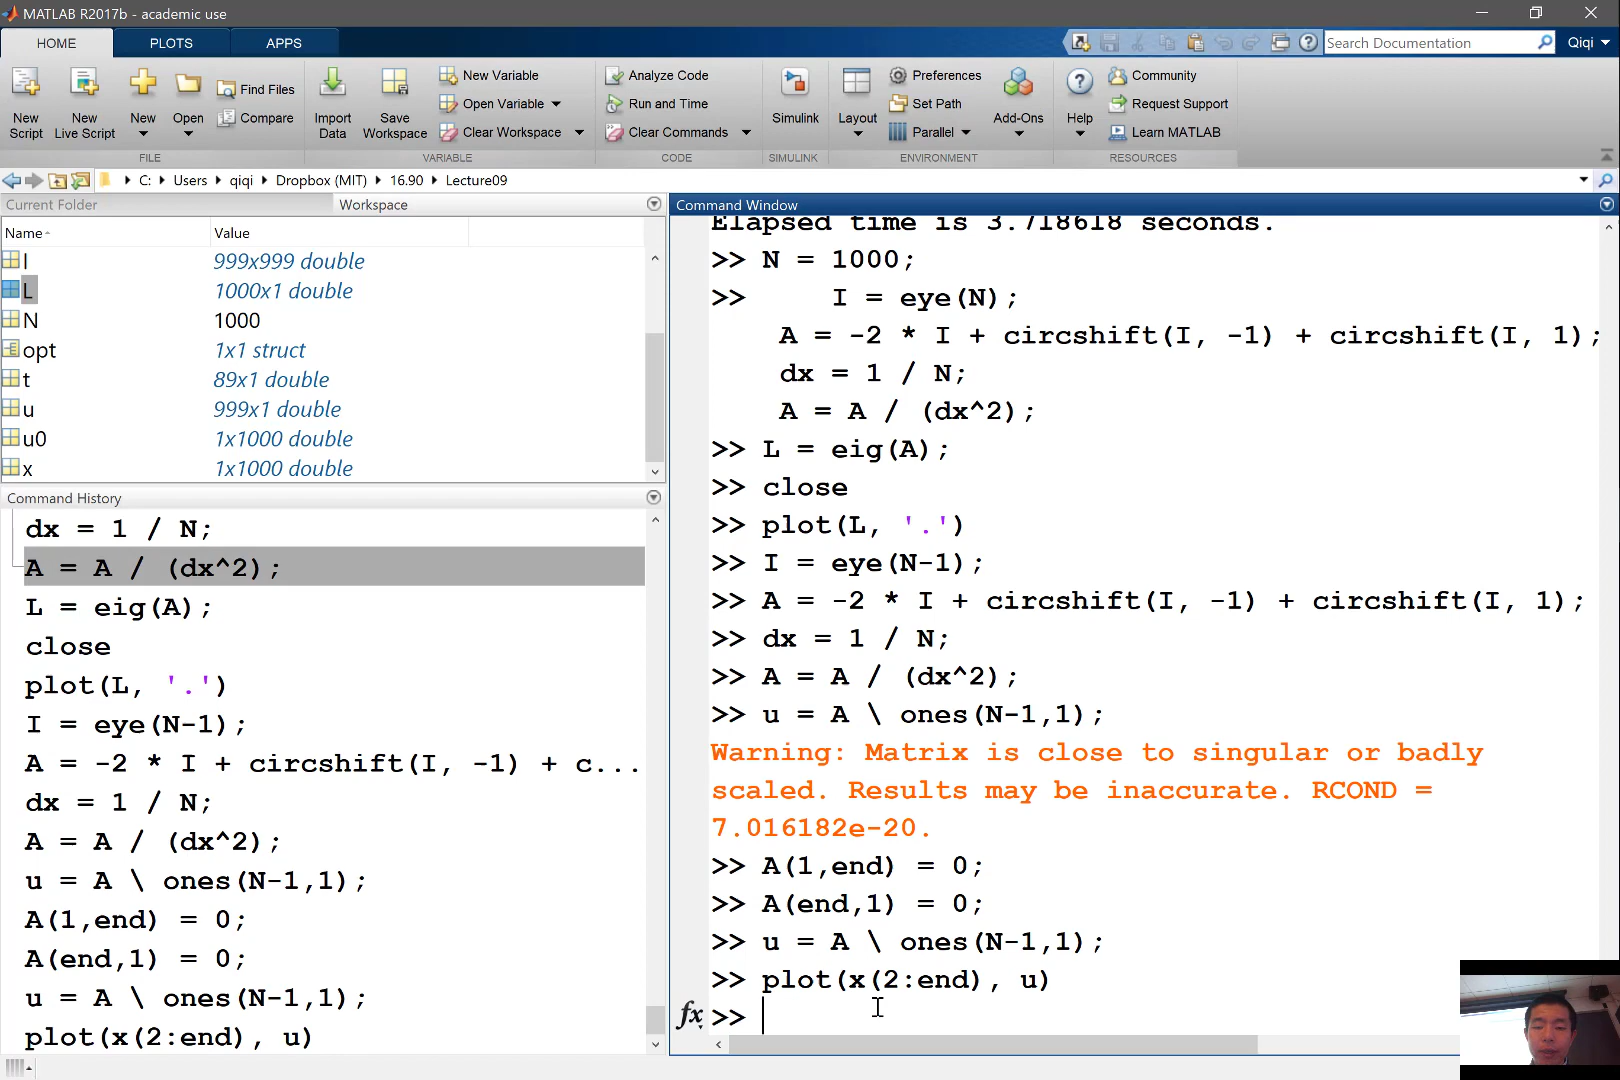 MATLAB R2017b - academic use
HOME PLOTS APPS
Search Documentation
Qiqi
New Script
New Live Script
New
Open
Find Files
Compare
FILE
Import Data
Save Workspace
New Variable
Open Variable
Clear Workspace
VARIABLE
Analyze Code
Run and Time
Clear Commands
CODE
Simulink
SIMULINK
Layout
Preferences
Set Path
Parallel
Add-Ons
ENVIRONMENT
Help
Community
Request Support
Learn MATLAB
RESOURCES
C: Users qiqi Dropbox (MIT) 16.90 Lecture09
Current Folder
Workspace
Name Value
I 999x999 double
L 1000x1 double
N 1000
opt 1x1 struct
t 89x1 double
u 999x1 double
u0 1x1000 double
x 1x1000 double
Command History
dx = 1 / N;
A = A / (dx^2);
L = eig(A);
close
plot(L, '.')
I = eye(N-1);
A = -2 * I + circshift(I, -1) + c...
dx = 1 / N;
A = A / (dx^2);
u = A \ ones(N-1,1);
A(1,end) = 0;
A(end,1) = 0;
u = A \ ones(N-1,1);
plot(x(2:end), u)
Command Window
Elapsed time is 3.718618 seconds.
>> N = 1000;
>> I = eye(N);
A = -2 * I + circshift(I, -1) + circshift(I, 1);
dx = 1 / N;
A = A / (dx^2);
>> L = eig(A);
>> close
>> plot(L, '.')
>> I = eye(N-1);
>> A = -2 * I + circshift(I, -1) + circshift(I, 1);
>> dx = 1 / N;
>> A = A / (dx^2);
>> u = A \ ones(N-1,1);
Warning: Matrix is close to singular or badly
scaled. Results may be inaccurate. RCOND =
7.016182e-20.
>> A(1,end) = 0;
>> A(end,1) = 0;
>> u = A \ ones(N-1,1);
>> plot(x(2:end), u)
fx >>